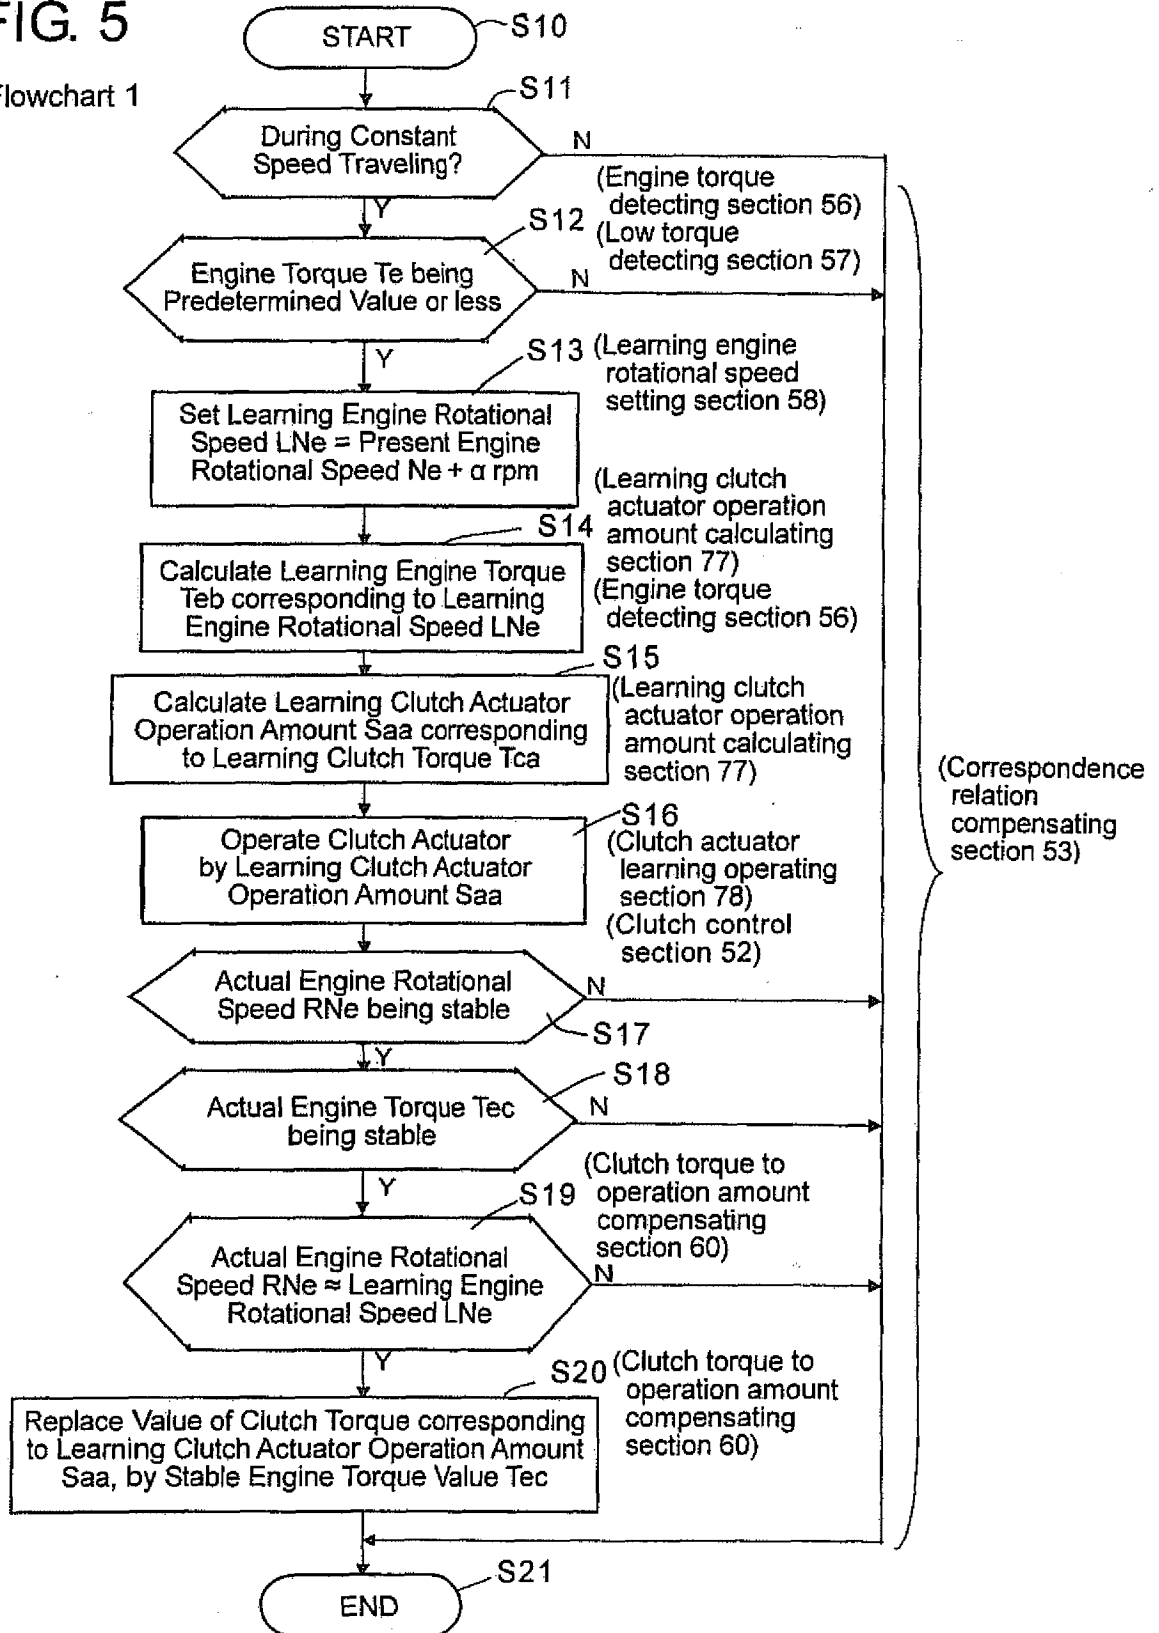 FIG. 5
Flowchart 1
START
S10
S11
During Constant
Speed Traveling?
N
Y
(Engine torque
detecting section 56)
(Low torque
detecting section 57)
S12
Engine Torque Te being
Predetermined Value or less
N
Y
S13
(Learning engine
rotational speed
setting section 58)
Set Learning Engine Rotational
Speed LNe = Present Engine
Rotational Speed Ne + α rpm
S14
(Learning clutch
actuator operation
amount calculating
section 77)
(Engine torque
detecting section 56)
Calculate Learning Engine Torque
Teb corresponding to Learning
Engine Rotational Speed LNe
S15
(Learning clutch
actuator operation
amount calculating
section 77)
Calculate Learning Clutch Actuator
Operation Amount Saa corresponding
to Learning Clutch Torque Tca
(Correspondence
relation
compensating
section 53)
S16
(Clutch actuator
learning operating
section 78)
(Clutch control
section 52)
Operate Clutch Actuator
by Learning Clutch Actuator
Operation Amount Saa
Actual Engine Rotational
Speed RNe being stable
N
S17
Y
S18
Actual Engine Torque Tec
being stable
N
Y
S19
(Clutch torque to
operation amount
compensating
section 60)
Actual Engine Rotational
Speed RNe ≈ Learning Engine
Rotational Speed LNe
N
Y
S20
(Clutch torque to
operation amount
compensating
section 60)
Replace Value of Clutch Torque corresponding
to Learning Clutch Actuator Operation Amount
Saa, by Stable Engine Torque Value Tec
S21
END